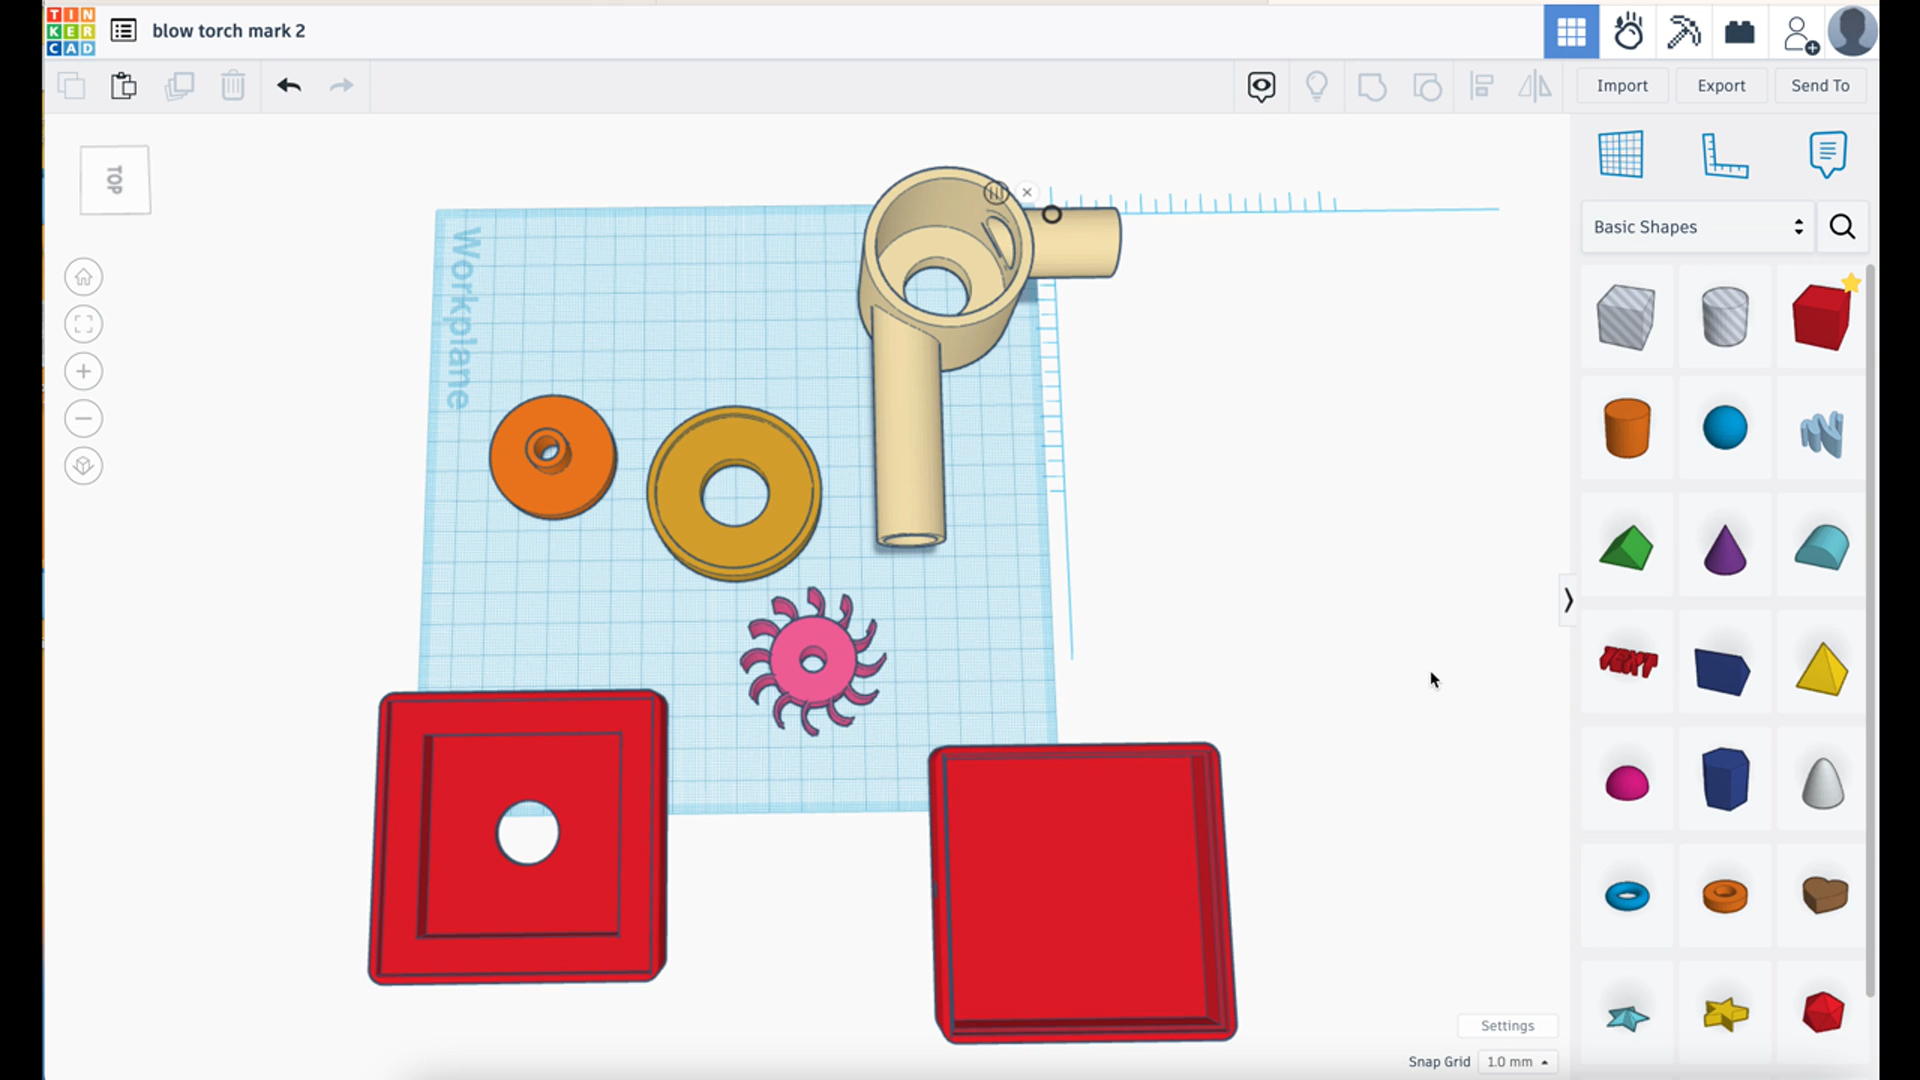 TIN
KER
CAD
blow torch mark 2
Import
Export
Send To
TOP
Workplane
Basic Shapes
TEXT
Settings
Snap Grid 1.0 mm